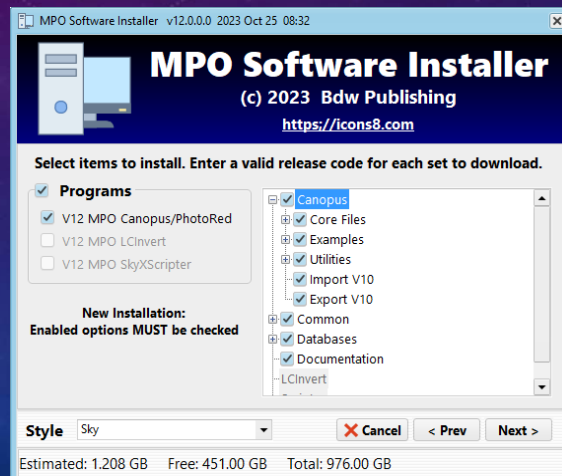 MPO Software Installer v12.0.0.0 2023 Oct 25 08:32
MPO Software Installer
(c) 2023 Bdw Publishing
https://icons8.com
Select items to install. Enter a valid release code for each set to download.
Programs
V12 MPO Canopus/PhotoRed
V12 MPO LCInvert
V12 MPO SkyXScripter
New Installation:
Enabled options MUST be checked
Canopus
Core Files
Examples
Utilities
Import V10
Export V10
Common
Databases
Documentation
LCInvert
Style Sky
Cancel
< Prev
Next >
Estimated: 1.208 GB Free: 451.00 GB Total: 976.00 GB